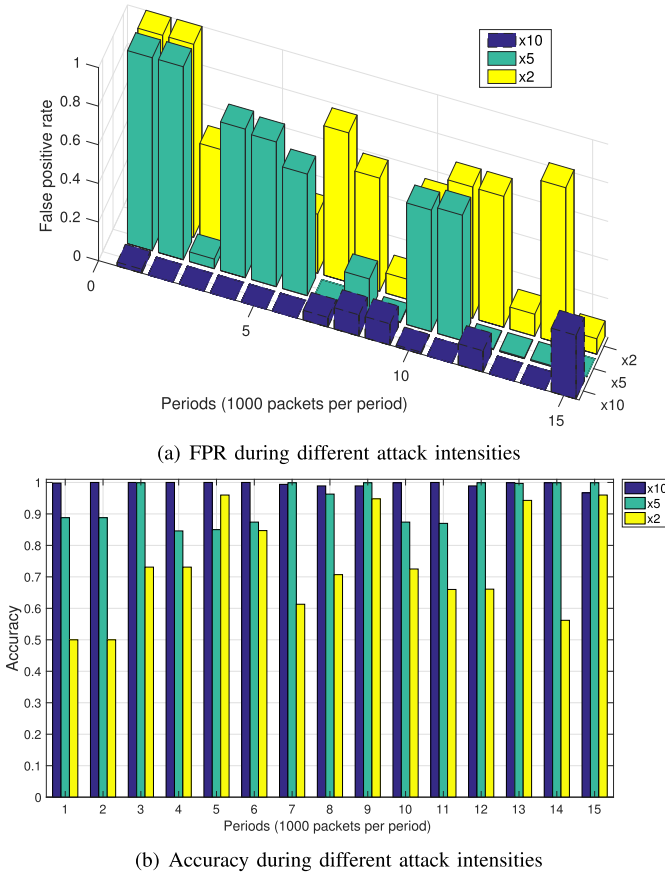 x10
x5
x2
1
0.8
0.6
0.4
0.2
0
False positive rate
0
5
10
15
x2
x5
x10
Periods (1000 packets per period)
(a) FPR during different attack intensities
1
0.9
0.8
0.7
0.6
0.5
0.4
0.3
0.2
0.1
0
Accuracy
x10
x5
x2
1 2 3 4 5 6 7 8 9 10 11 12 13 14 15
Periods (1000 packets per period)
(b) Accuracy during different attack intensities